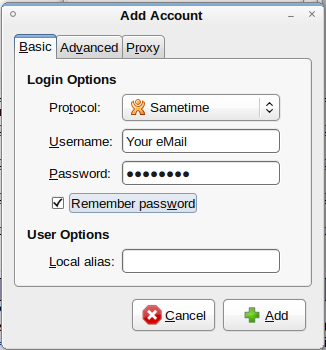 Add Account
Basic Advanced Proxy
Login Options
Protocol: Sametime
Username: Your eMail
Password: ●●●●●●●●
Remember password
User Options
Local alias:
Cancel Add